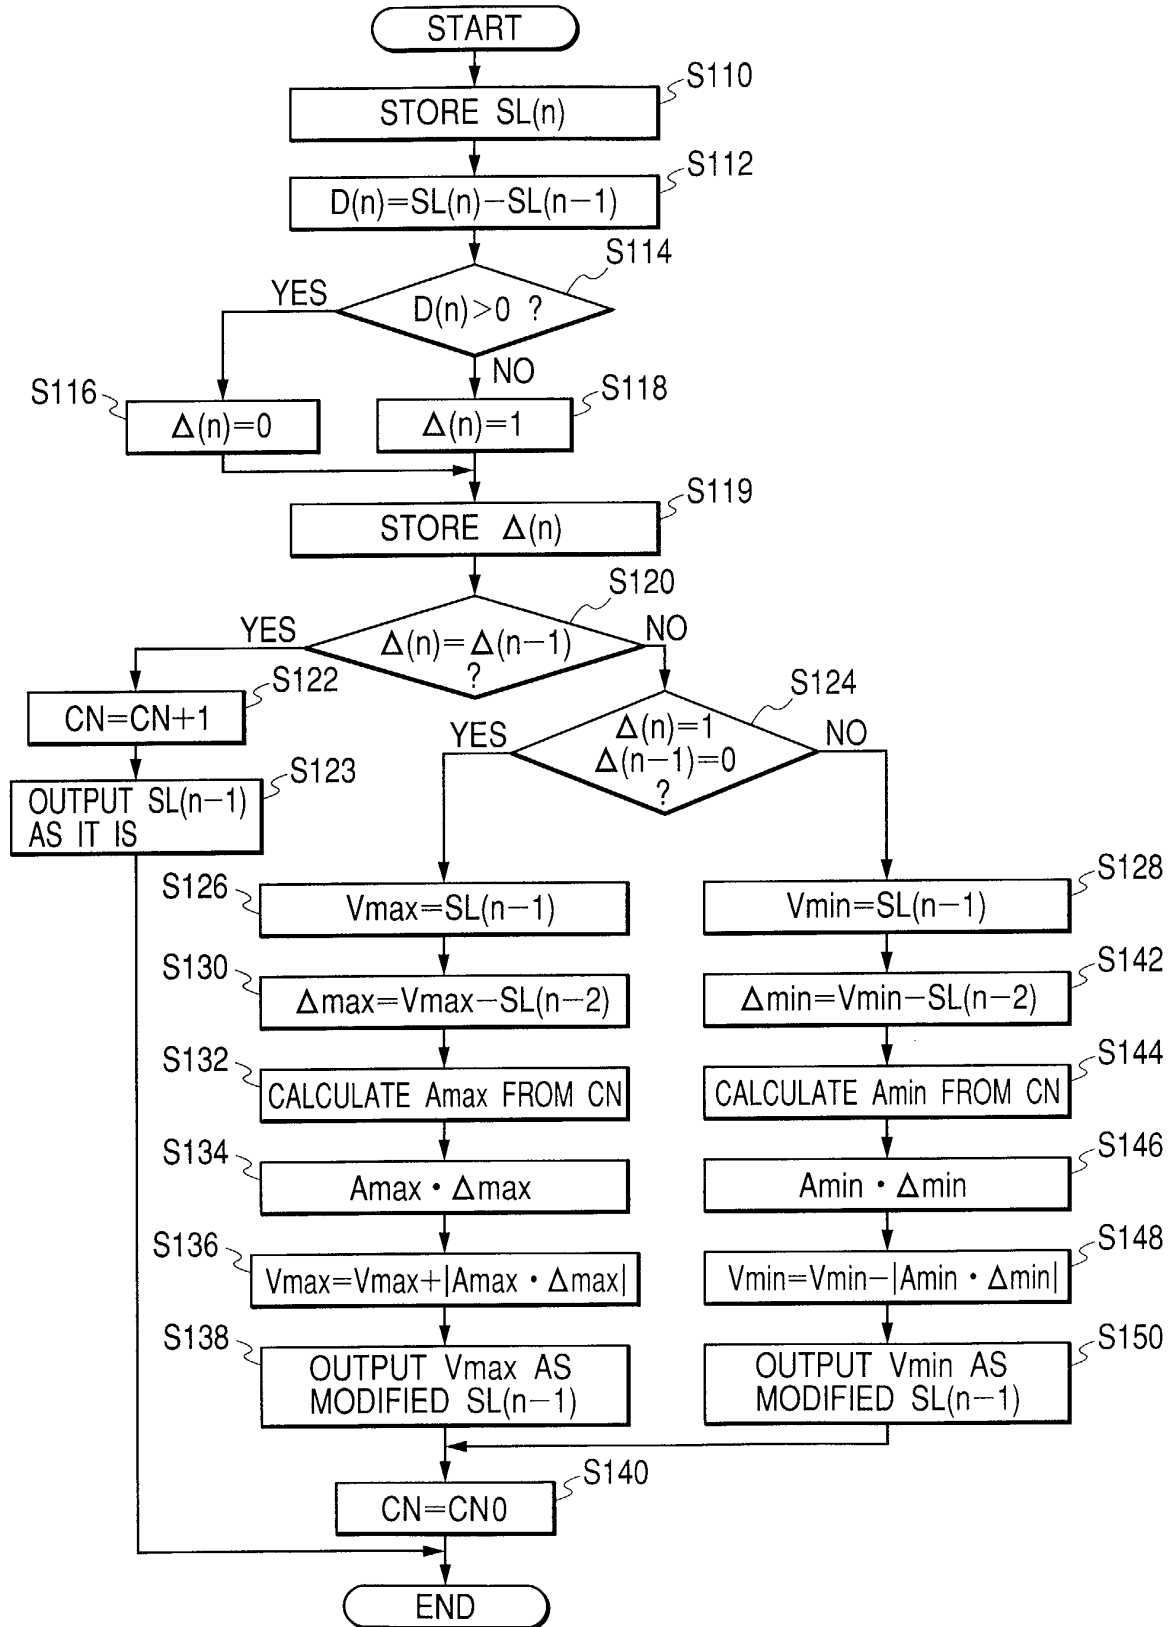 START
S110
STORE SL(n)
S112
D(n)=SL(n)−SL(n−1)
S114
YES
D(n)>0 ?
NO
S116
Δ(n)=0
S118
Δ(n)=1
S119
STORE Δ(n)
S120
YES
Δ(n)=Δ(n−1)
?
NO
S122
CN=CN+1
S124
YES
Δ(n)=1
Δ(n−1)=0
?
NO
S123
OUTPUT SL(n−1)
AS IT IS
S126
Vmax=SL(n−1)
S128
Vmin=SL(n−1)
S130
Δmax=Vmax−SL(n−2)
S142
Δmin=Vmin−SL(n−2)
S132
CALCULATE Amax FROM CN
S144
CALCULATE Amin FROM CN
S134
Amax・Δmax
S146
Amin・Δmin
S136
Vmax=Vmax+|Amax・Δmax|
S148
Vmin=Vmin−|Amin・Δmin|
S138
OUTPUT Vmax AS
MODIFIED SL(n−1)
S150
OUTPUT Vmin AS
MODIFIED SL(n−1)
S140
CN=CN0
END